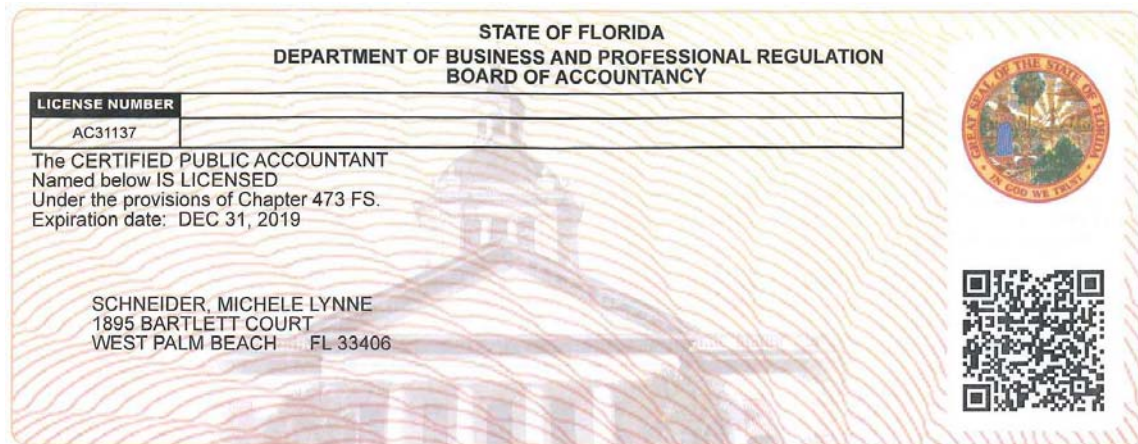 STATE OF FLORIDA
DEPARTMENT OF BUSINESS AND PROFESSIONAL REGULATION
BOARD OF ACCOUNTANCY
LICENSE NUMBER
AC31137
The CERTIFIED PUBLIC ACCOUNTANT
Named below IS LICENSED
Under the provisions of Chapter 473 FS.
Expiration date: DEC 31, 2019
SCHNEIDER, MICHELE LYNNE
1895 BARTLETT COURT
WEST PALM BEACH FL 33406
GREAT SEAL OF THE STATE OF FLORIDA
IN GOD WE TRUST